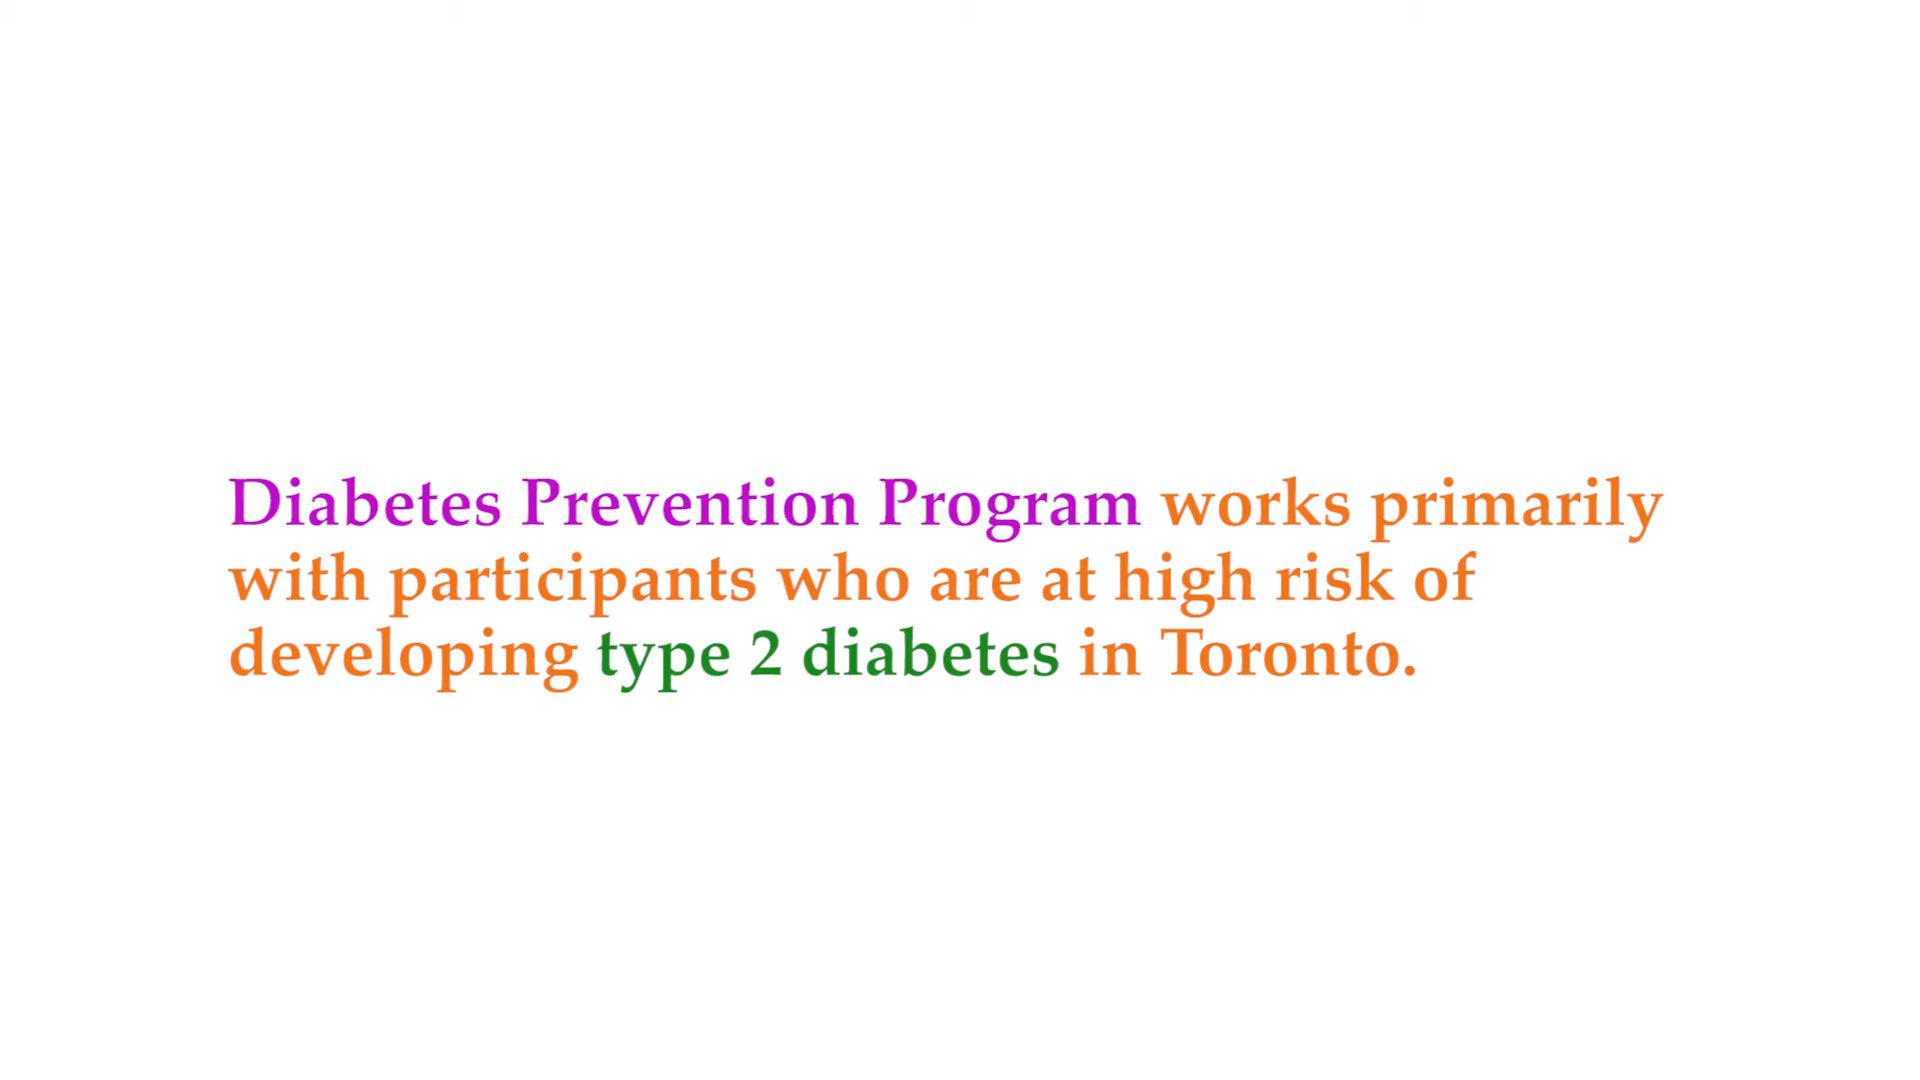 Diabetes Prevention Program works primarily
with participants who are at high risk of
developing type 2 diabetes in Toronto.